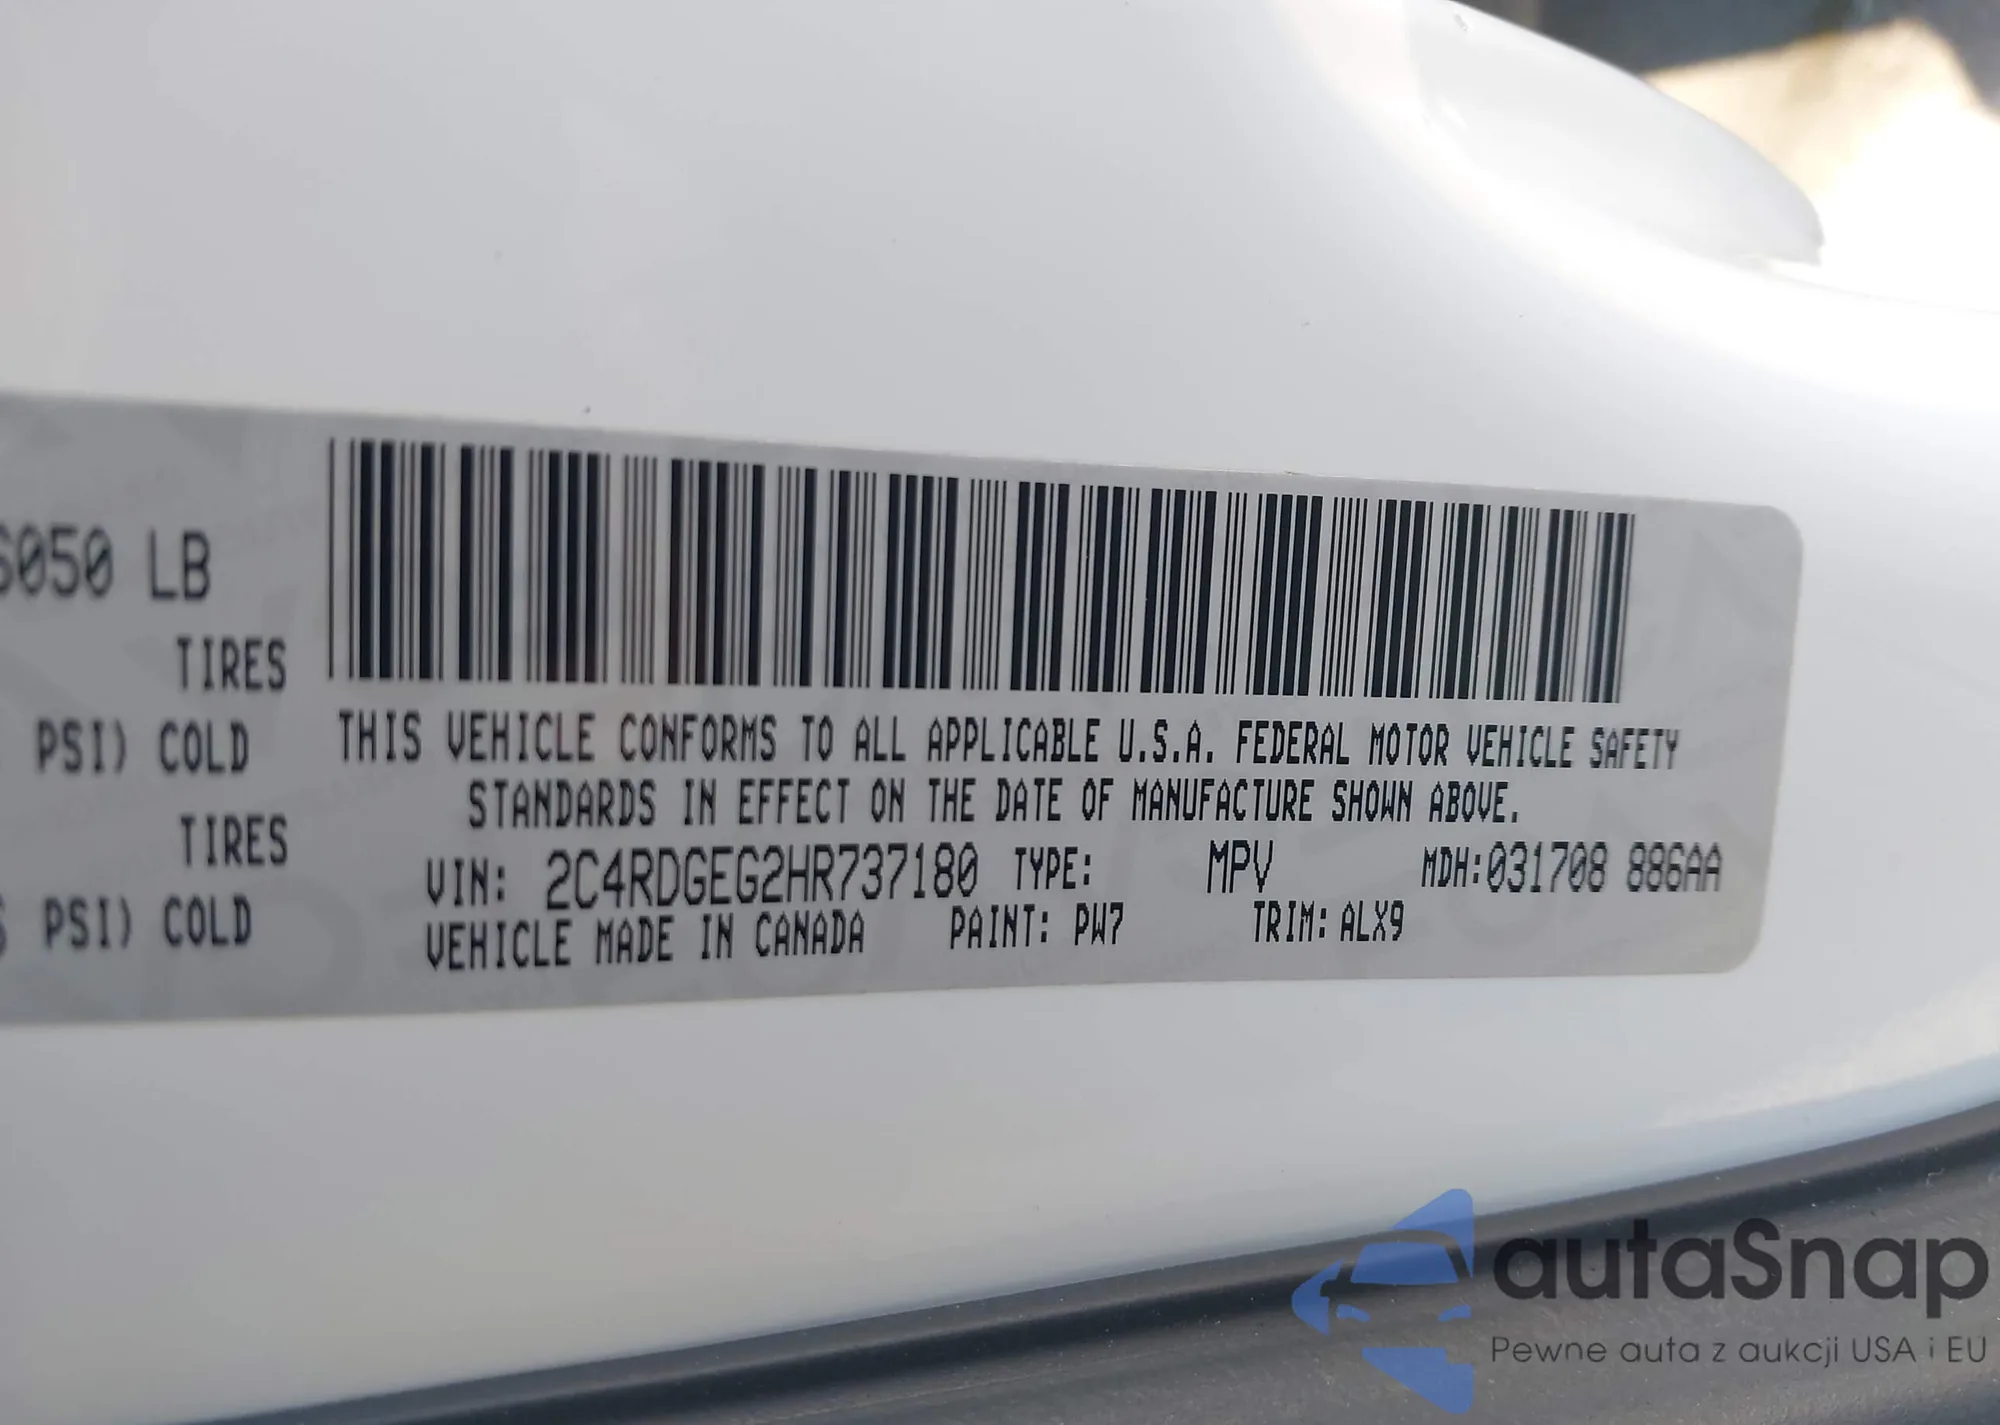 6050 LB
TIRES
PSI) COLD
TIRES
PSI) COLD
THIS VEHICLE CONFORMS TO ALL APPLICABLE U.S.A. FEDERAL MOTOR VEHICLE SAFETY
STANDARDS IN EFFECT ON THE DATE OF MANUFACTURE SHOWN ABOVE.
VIN: 2C4RDGEG2HR737180 TYPE: MPV MDH:031708 886AA
VEHICLE MADE IN CANADA PAINT: PW7 TRIM: ALX9
autaSnap
Pewne auta z aukcji USA i EU